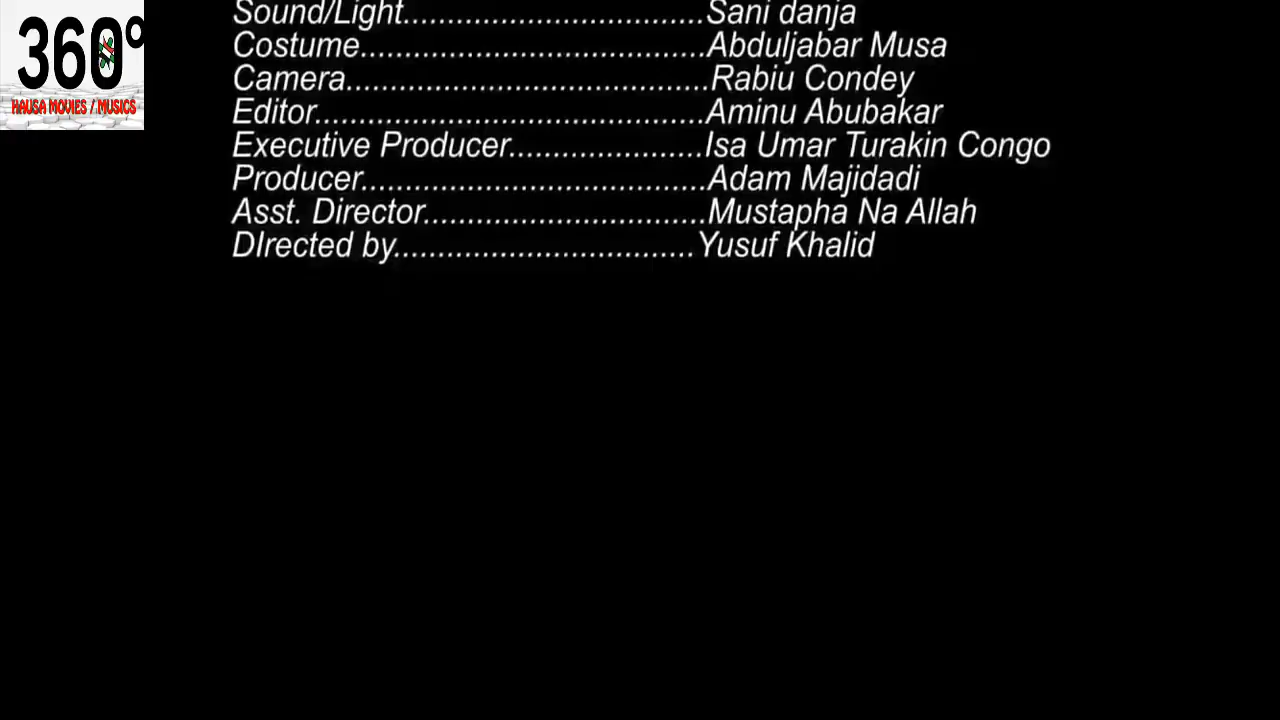 360°
HAUSA MOVIES / MUSICS
Sound/Light..................................Sani danja
Costume.......................................Abduljabar Musa
Camera.........................................Rabiu Condey
Editor............................................Aminu Abubakar
Executive Producer......................Isa Umar Turakin Congo
Producer.......................................Adam Majidadi
Asst. Director................................Mustapha Na Allah
DIrected by..................................Yusuf Khalid